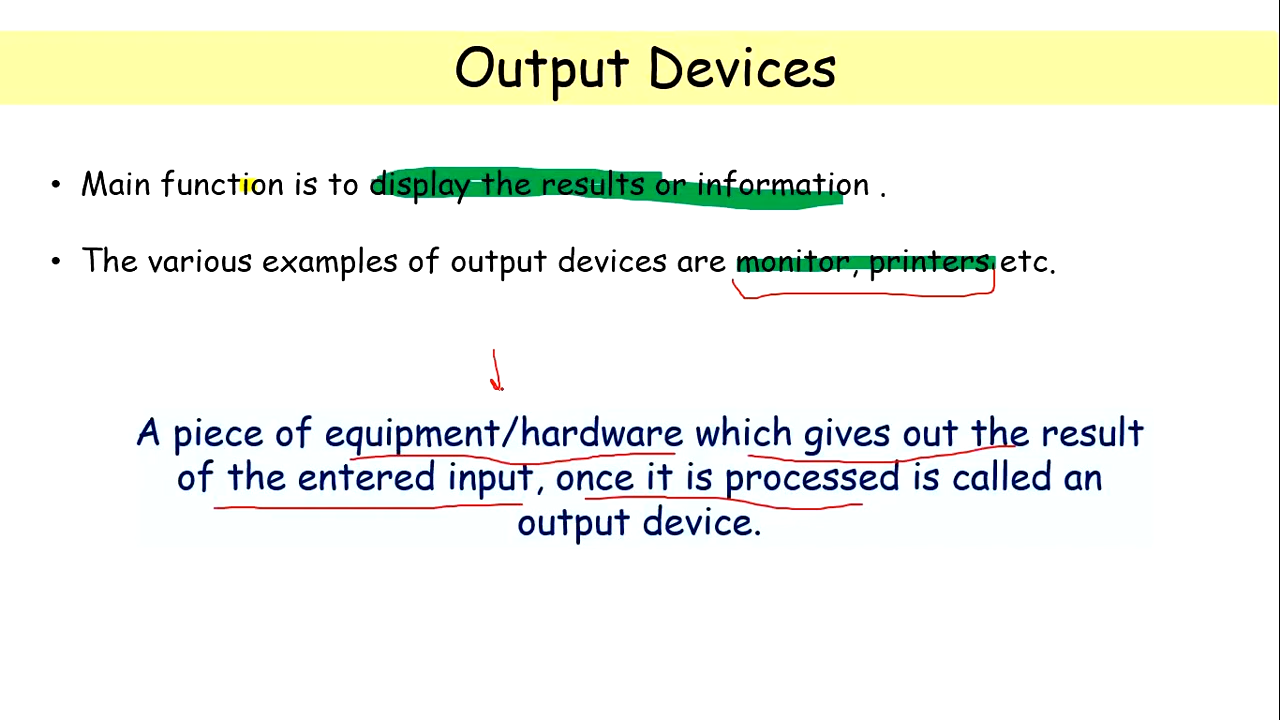 Output Devices
• Main function is to display the results or information .
• The various examples of output devices are monitor, printers etc.
A piece of equipment/hardware which gives out the result
of the entered input, once it is processed is called an
output device.